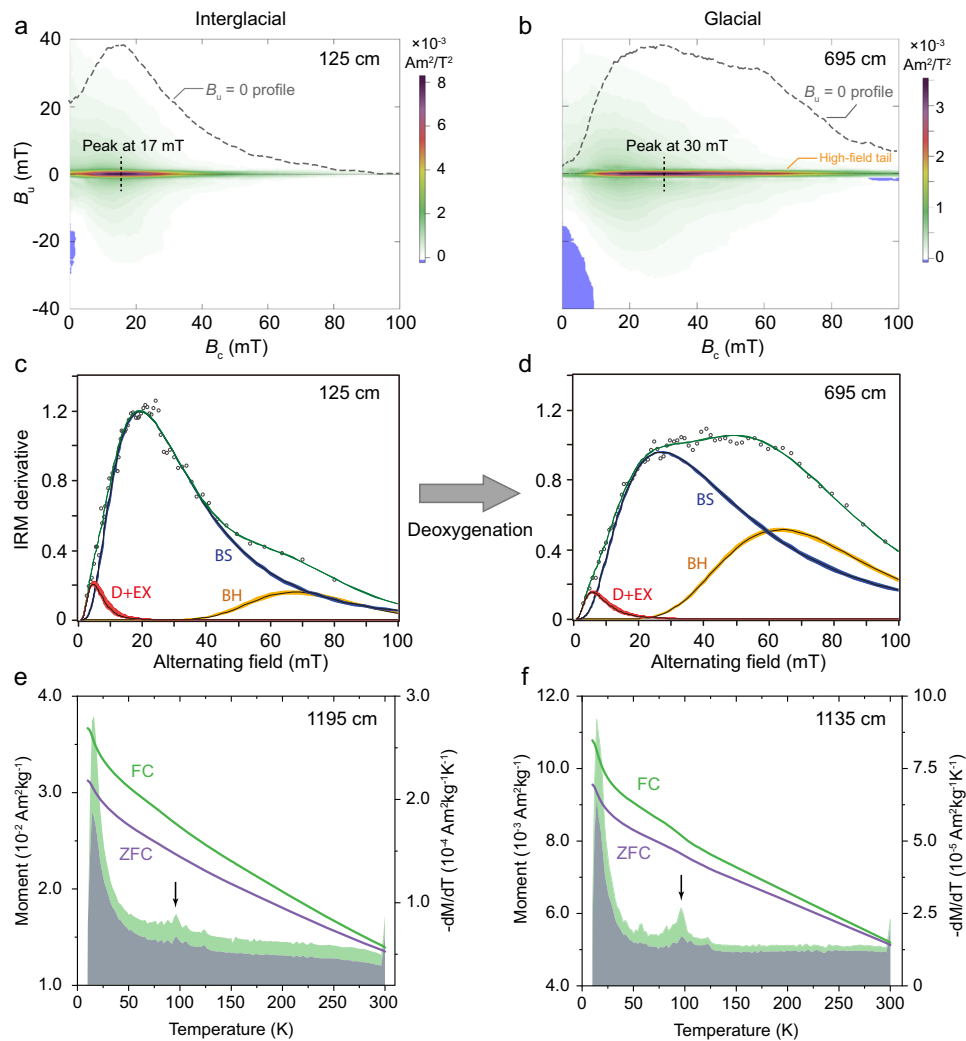 Interglacial
Glacial
a
125 cm
×10⁻³
Am²/T²
Bᵤ = 0 profile
Peak at 17 mT
40
20
0
-20
-40
Bᵤ (mT)
0
20
40
60
80
100
B꜀ (mT)
8
6
4
2
0
b
695 cm
×10⁻³
Am²/T²
Bᵤ = 0 profile
Peak at 30 mT
High-field tail
0
20
40
60
80
100
B꜀ (mT)
3
2
1
0
c
125 cm
1.2
0.8
0.4
0
IRM derivative
D+EX
BS
BH
0
20
40
60
80
100
Alternating field (mT)
Deoxygenation
d
695 cm
1.2
0.8
0.4
0
D+EX
BS
BH
0
20
40
60
80
100
Alternating field (mT)
e
1195 cm
4.0
3.0
2.0
1.0
Moment (10⁻² Am²kg⁻¹)
FC
ZFC
3.0
2.0
1.0
-dM/dT (10⁻⁴ Am²kg⁻¹K⁻¹)
0
50
100
150
200
250
300
Temperature (K)
f
1135 cm
12.0
10.0
8.0
6.0
4.0
Moment (10⁻³ Am²kg⁻¹)
FC
ZFC
10.0
7.5
5.0
2.5
0
-dM/dT (10⁻⁵ Am²kg⁻¹K⁻¹)
0
50
100
150
200
250
300
Temperature (K)